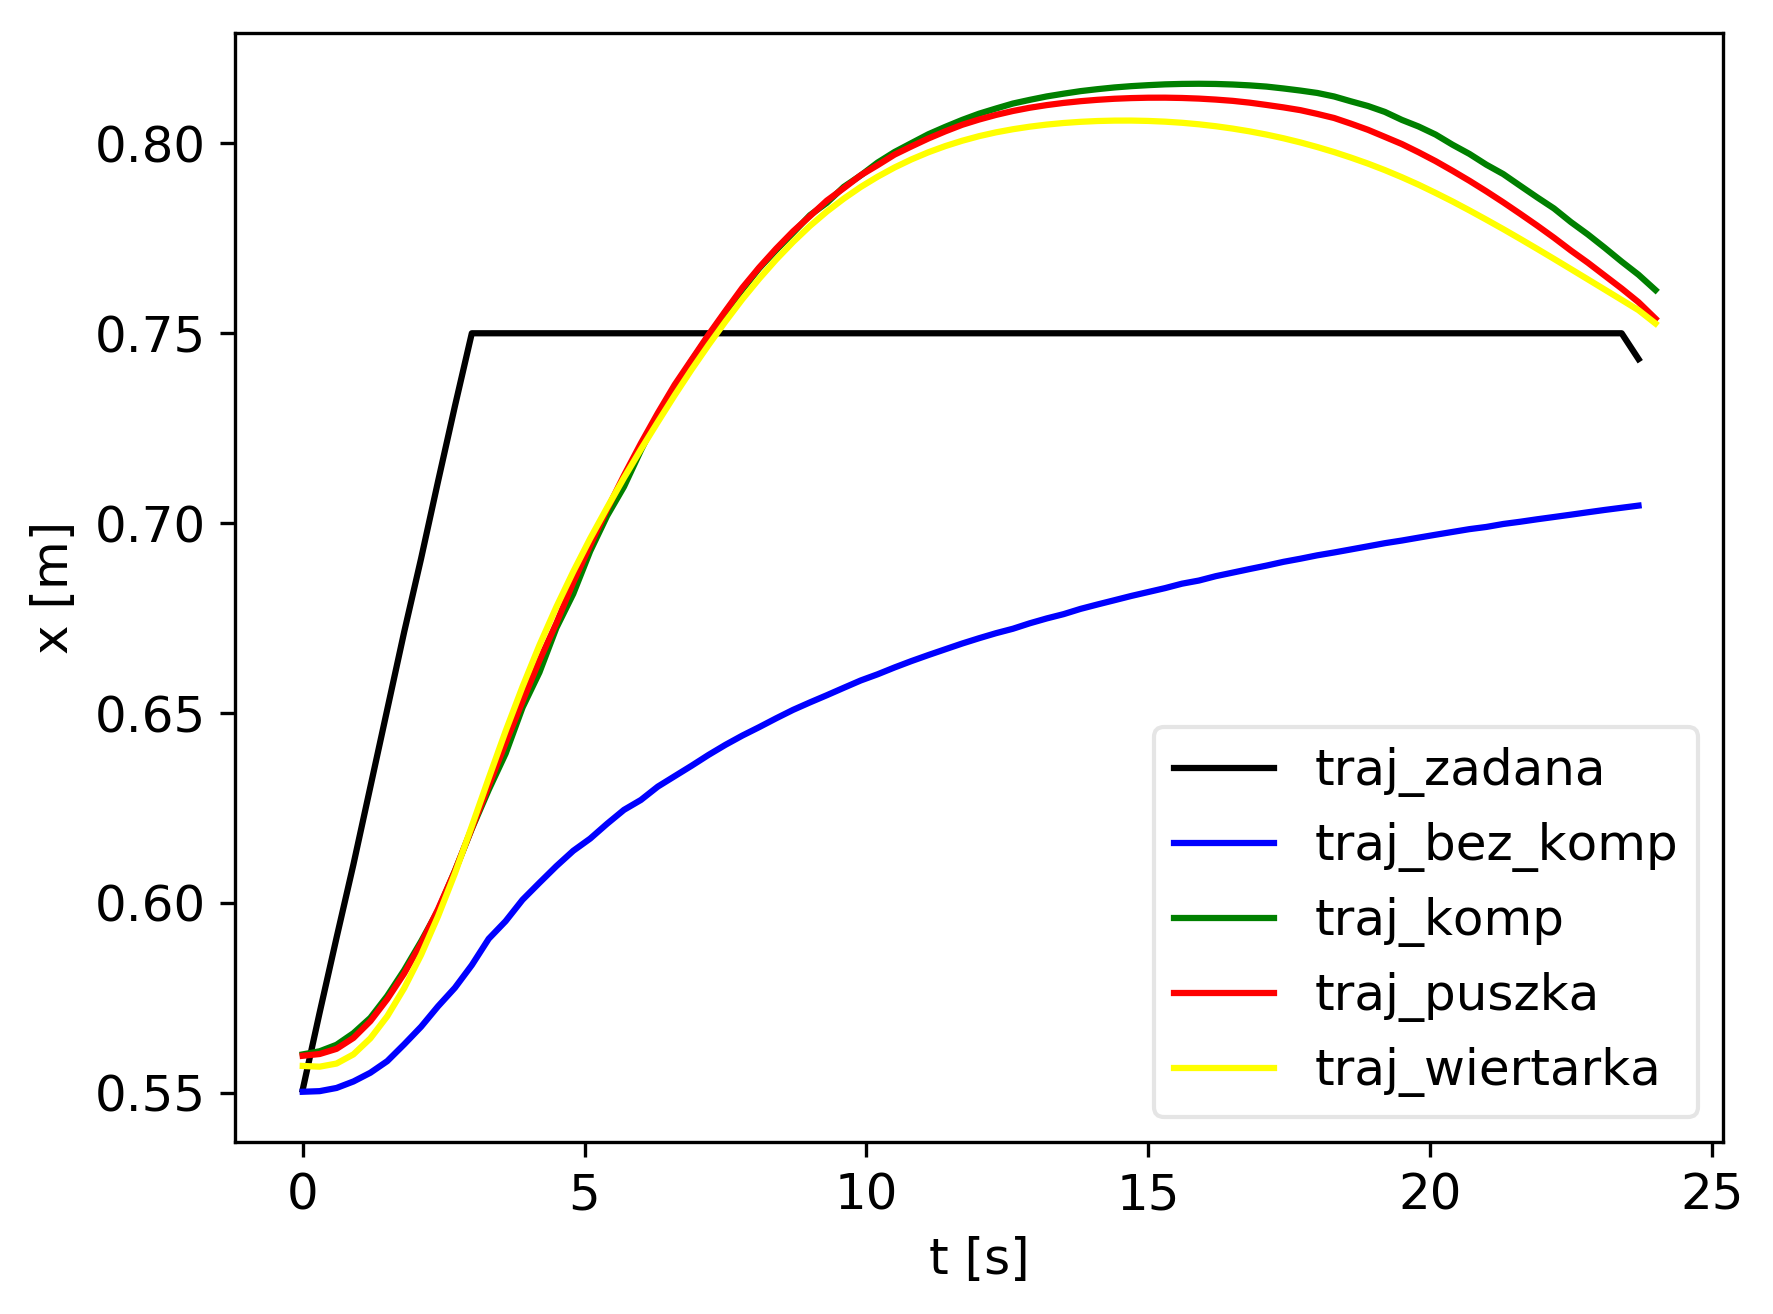 0.80
0.75
0.70
0.65
0.60
0.55
x [m]
0 5 10 15 20 25
t [s]
traj_zadana
traj_bez_komp
traj_komp
traj_puszka
traj_wiertarka